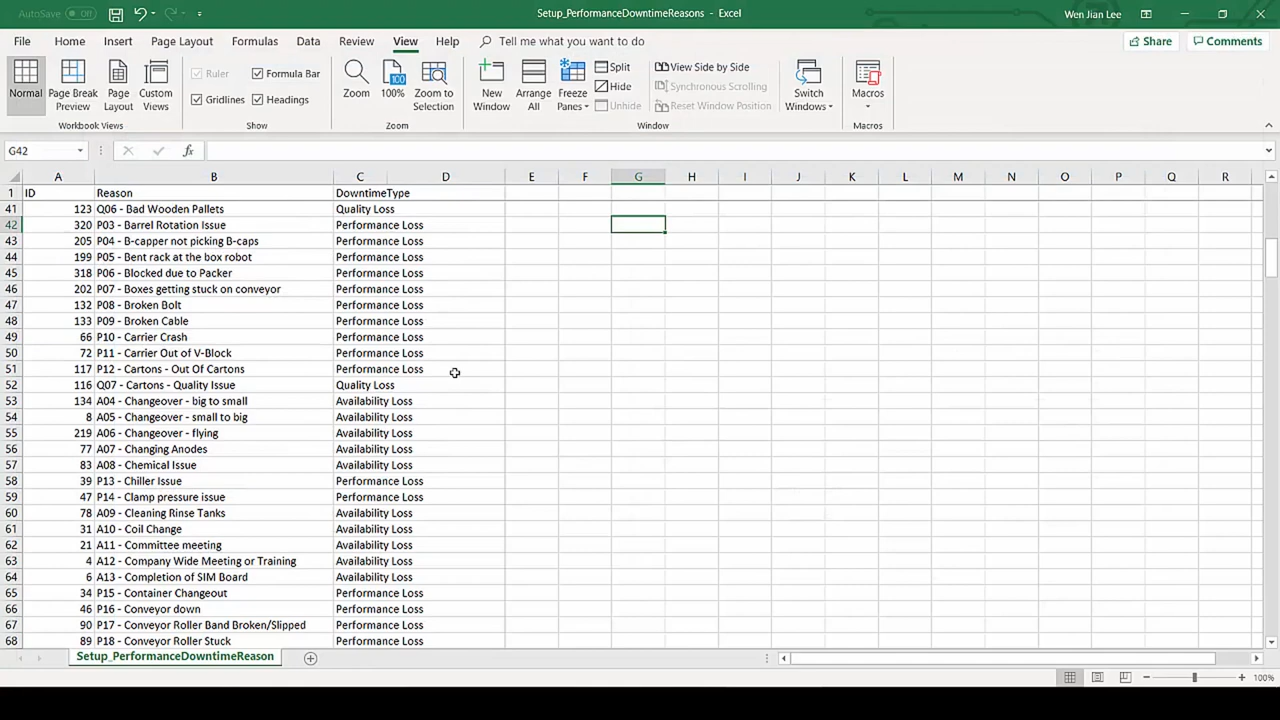 AutoSave Off Setup_PerformanceDowntimeReasons - Excel Wen Jian Lee
File Home Insert Page Layout Formulas Data Review View Help Tell me what you want to do Share Comments
Normal Page Break Preview Page Layout Custom Views
Ruler Formula Bar
Gridlines Headings
Workbook Views Show
Zoom 100% Zoom to Selection
Zoom
New Window Arrange All Freeze Panes
Split View Side by Side
Hide Synchronous Scrolling
Unhide Reset Window Position
Switch Windows
Window
Macros
Macros
G42 fx
A B C D E F G H I J K L M N O P Q R
1 ID Reason DowntimeType
41 123 Q06 - Bad Wooden Pallets Quality Loss
42 320 P03 - Barrel Rotation Issue Performance Loss
43 205 P04 - B-capper not picking B-caps Performance Loss
44 199 P05 - Bent rack at the box robot Performance Loss
45 318 P06 - Blocked due to Packer Performance Loss
46 202 P07 - Boxes getting stuck on conveyor Performance Loss
47 132 P08 - Broken Bolt Performance Loss
48 133 P09 - Broken Cable Performance Loss
49 66 P10 - Carrier Crash Performance Loss
50 72 P11 - Carrier Out of V-Block Performance Loss
51 117 P12 - Cartons - Out Of Cartons Performance Loss
52 116 Q07 - Cartons - Quality Issue Quality Loss
53 134 A04 - Changeover - big to small Availability Loss
54 8 A05 - Changeover - small to big Availability Loss
55 219 A06 - Changeover - flying Availability Loss
56 77 A07 - Changing Anodes Availability Loss
57 83 A08 - Chemical Issue Availability Loss
58 39 P13 - Chiller Issue Performance Loss
59 47 P14 - Clamp pressure issue Performance Loss
60 78 A09 - Cleaning Rinse Tanks Availability Loss
61 31 A10 - Coil Change Availability Loss
62 21 A11 - Committee meeting Availability Loss
63 4 A12 - Company Wide Meeting or Training Availability Loss
64 6 A13 - Completion of SIM Board Availability Loss
65 34 P15 - Container Changeout Performance Loss
66 46 P16 - Conveyor down Performance Loss
67 90 P17 - Conveyor Roller Band Broken/Slipped Performance Loss
68 89 P18 - Conveyor Roller Stuck Performance Loss
Setup_PerformanceDowntimeReason
100%